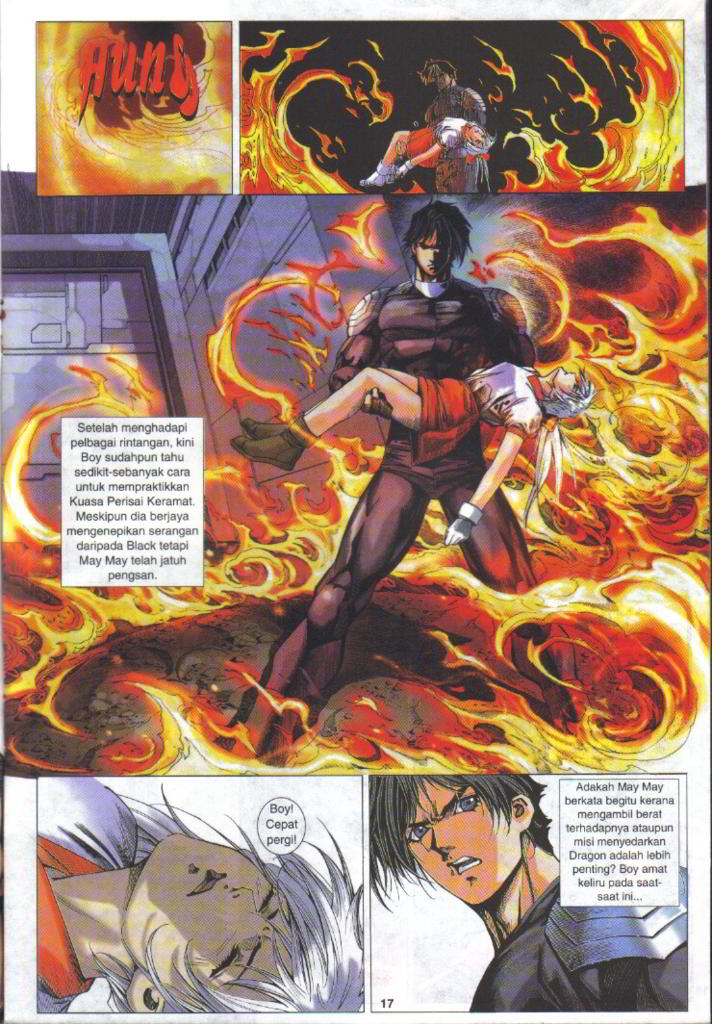 Aung
Setelah menghadapi
pelbagai rintangan, kini
Boy sudahpun tahu
sedikit-sebanyak cara
untuk mempraktikkan
Kuasa Perisai Keramat.
Meskipun dia berjaya
mengenepikan serangan
daripada Black tetapi
May May telah jatuh
pengsan.
Boy!
Cepat
pergi!
Adakah May May
berkata begitu kerana
mengambil berat
terhadapnya ataupun
misi menyedarkan
Dragon adalah lebih
penting? Boy amat
keliru pada saat-
saat ini...
17